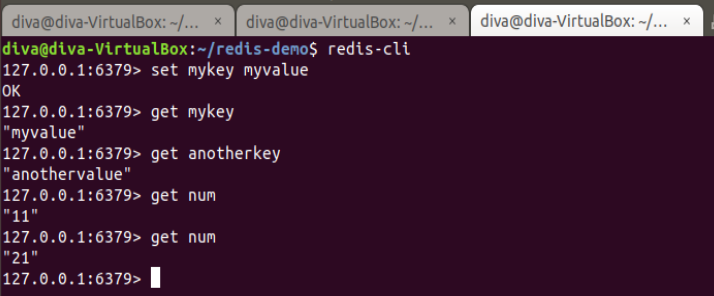 diva@diva-VirtualBox: ~/... × diva@diva-VirtualBox: ~/... × diva@diva-VirtualBox: ~/... ×
diva@diva-VirtualBox:~/redis-demo$ redis-cli
127.0.0.1:6379> set mykey myvalue
OK
127.0.0.1:6379> get mykey
"myvalue"
127.0.0.1:6379> get anotherkey
"anothervalue"
127.0.0.1:6379> get num
"11"
127.0.0.1:6379> get num
"21"
127.0.0.1:6379>